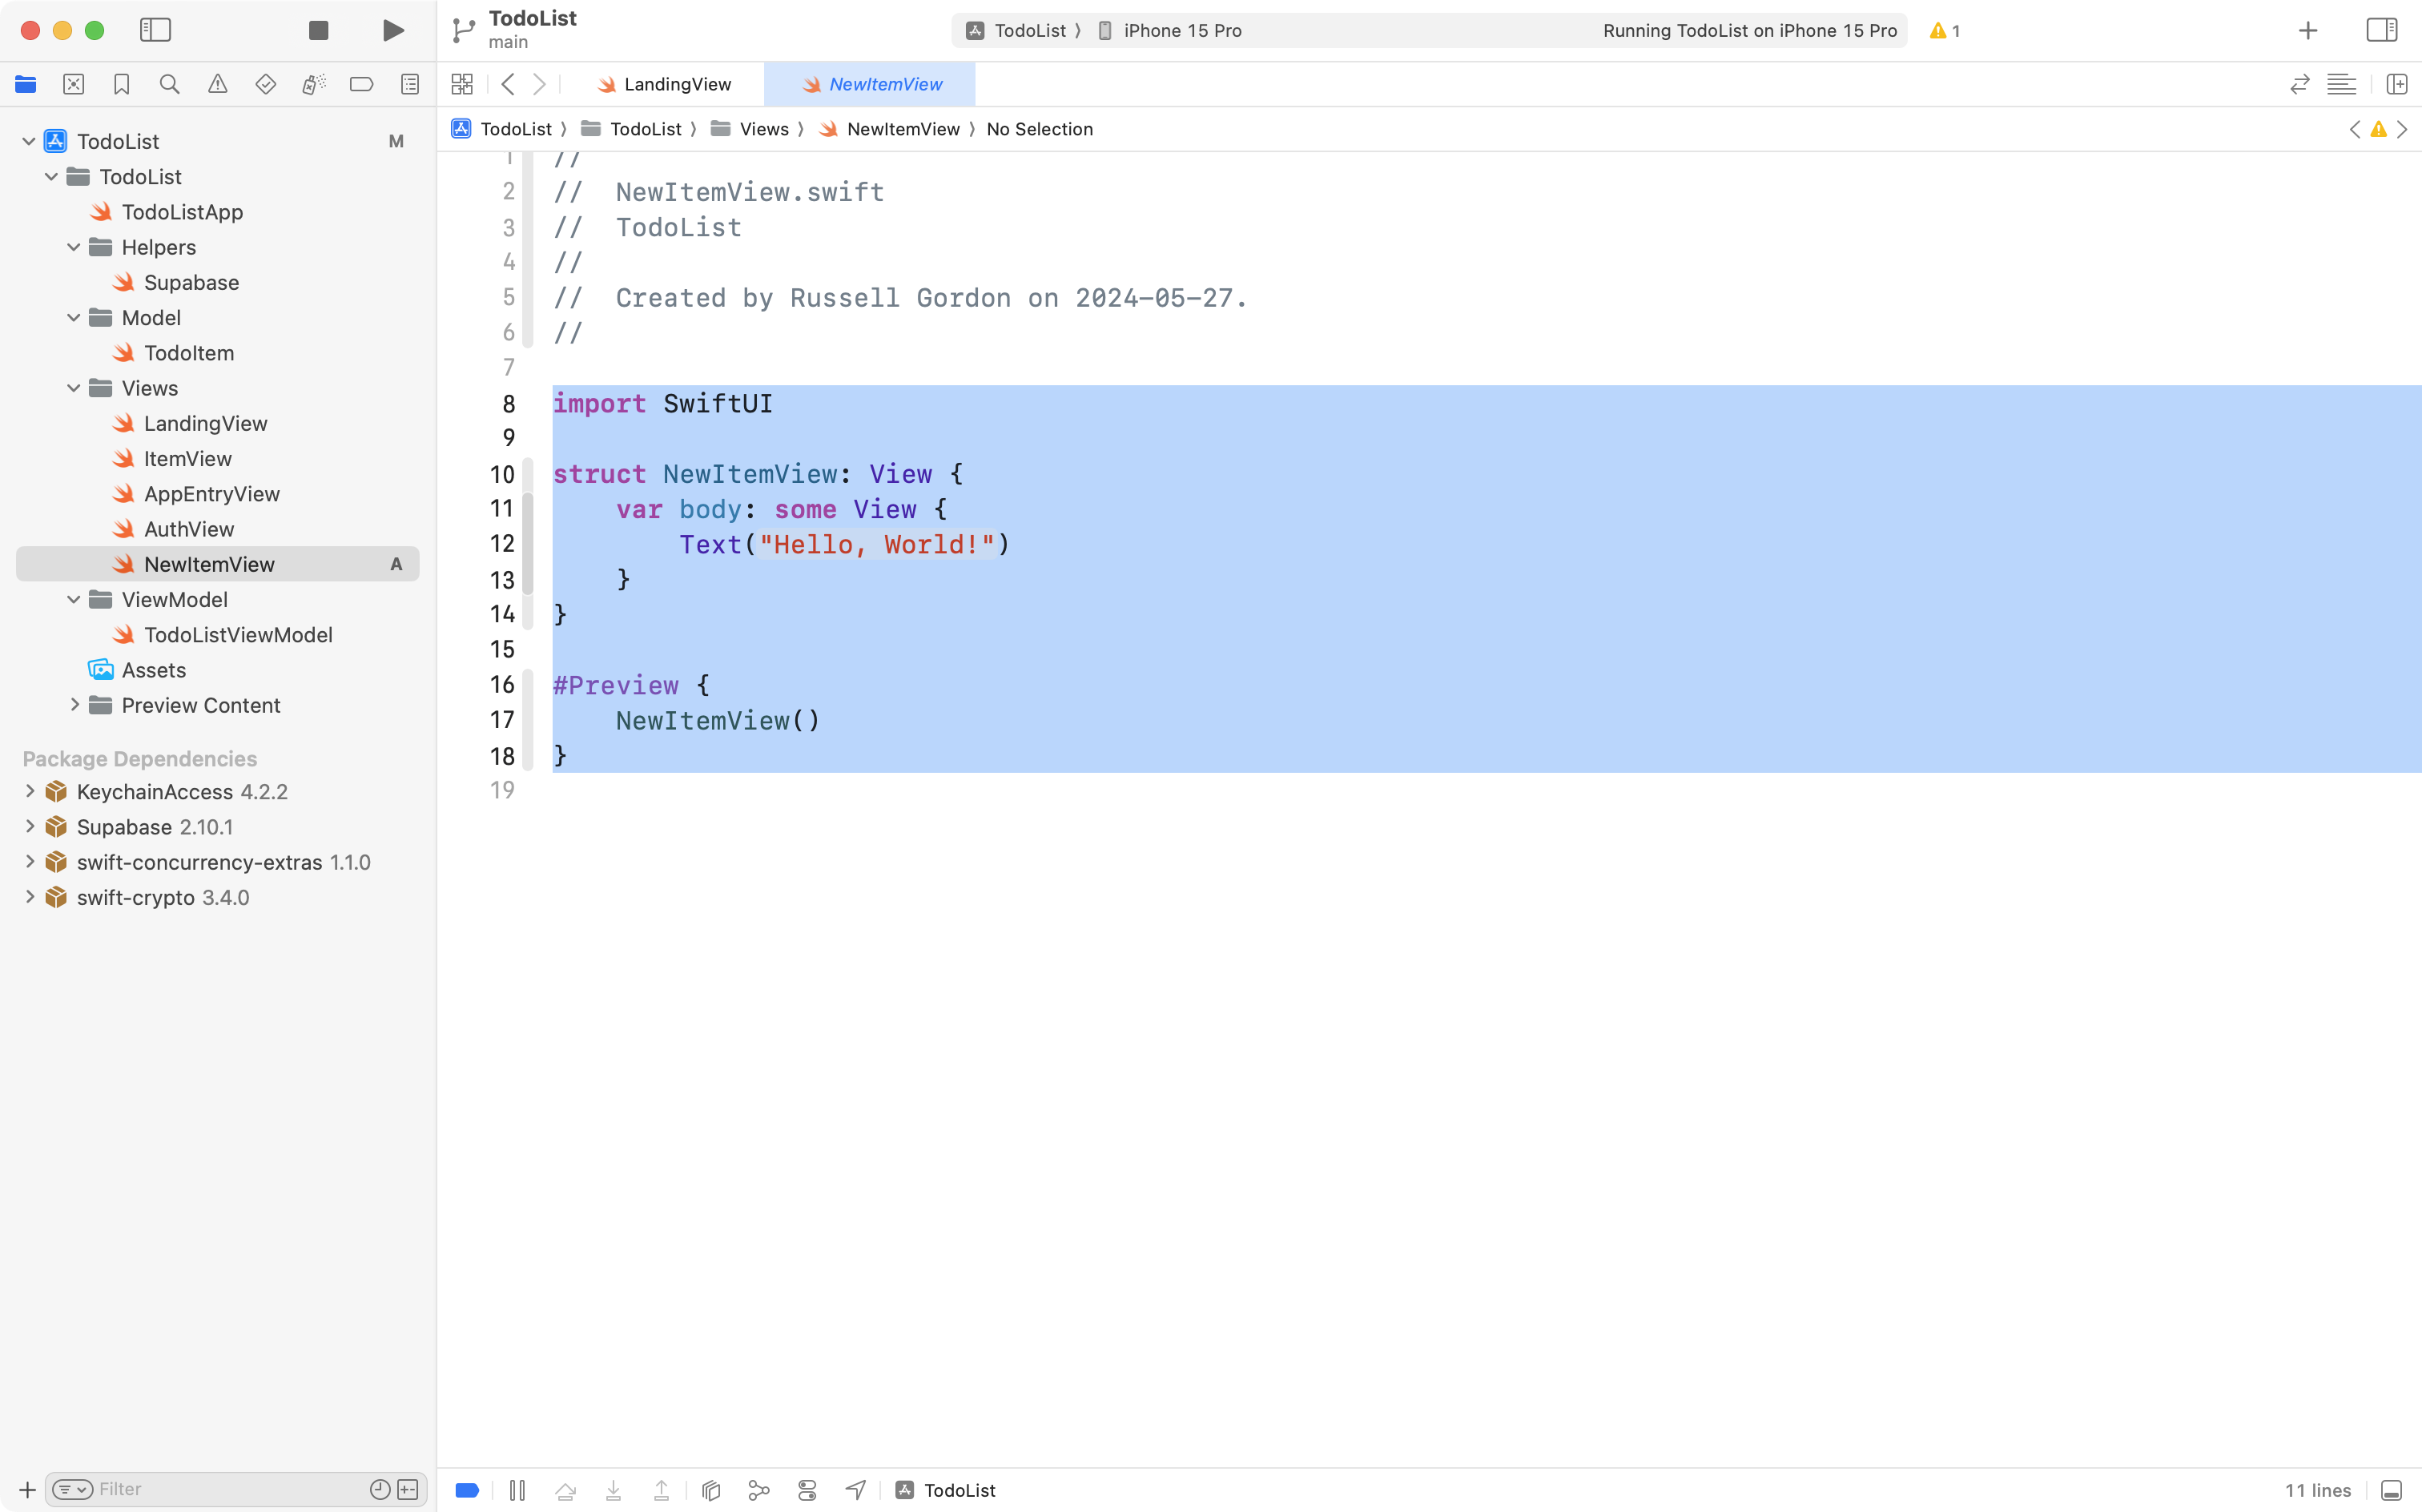 TodoList
main
TodoList 〉 iPhone 15 Pro
Running TodoList on iPhone 15 Pro
1
LandingView
NewItemView
TodoList 〉 TodoList 〉 Views 〉 NewItemView 〉 No Selection
TodoList M
TodoList
TodoListApp
Helpers
Supabase
Model
TodoItem
Views
LandingView
ItemView
AppEntryView
AuthView
NewItemView A
ViewModel
TodoListViewModel
Assets
Preview Content
Package Dependencies
KeychainAccess 4.2.2
Supabase 2.10.1
swift-concurrency-extras 1.1.0
swift-crypto 3.4.0
Filter
1 //
2 //  NewItemView.swift
3 //  TodoList
4 //
5 //  Created by Russell Gordon on 2024-05-27.
6 //
7
8 import SwiftUI
9
10 struct NewItemView: View {
11     var body: some View {
12         Text("Hello, World!")
13     }
14 }
15
16 #Preview {
17     NewItemView()
18 }
19
TodoList
11 lines